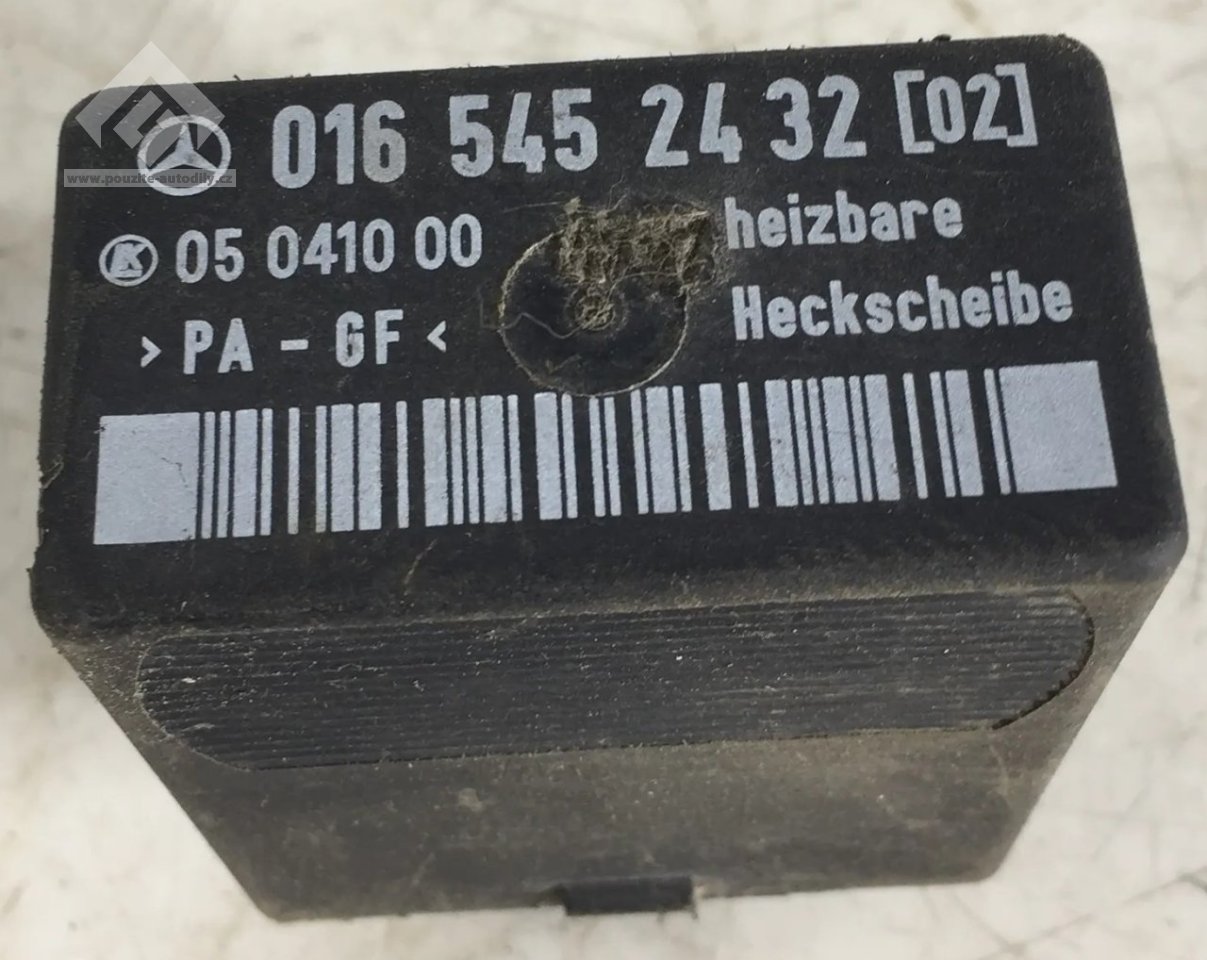 016 545 24 32 [02]
www.pouzite-autodily.cz
05 0410 00
heizbare
Heckscheibe
> PA - GF <